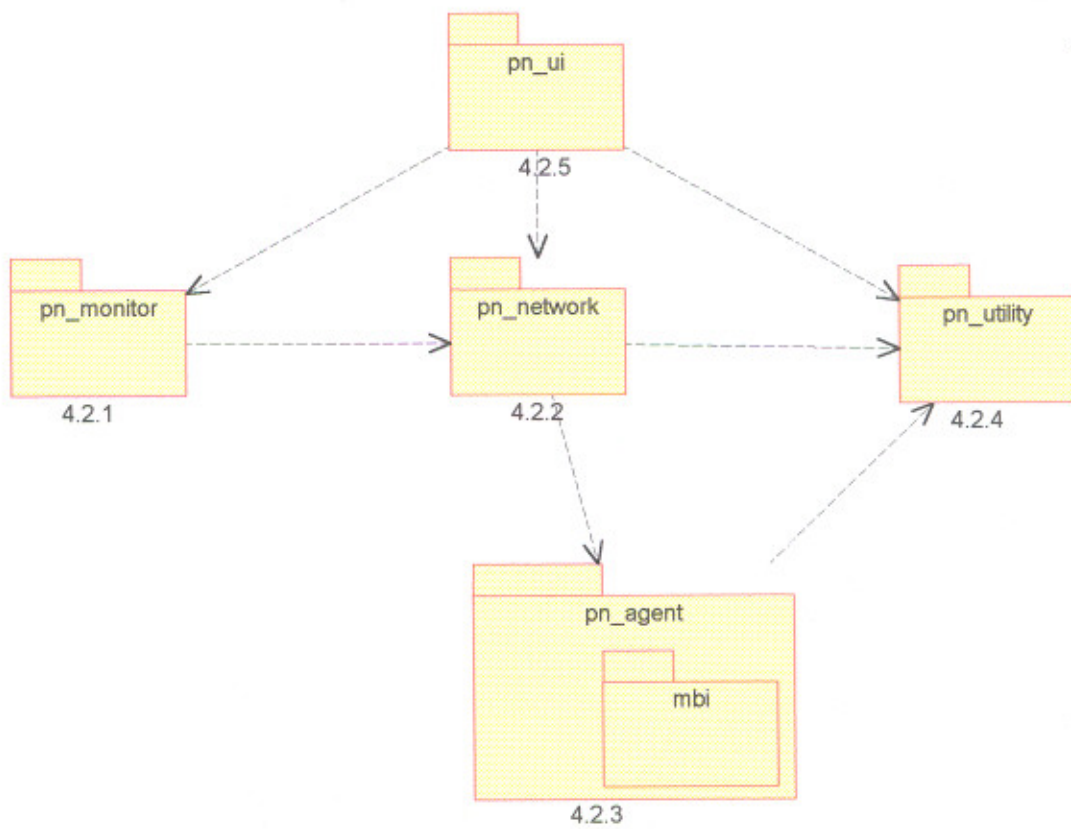 pn_ui
4.2.5
pn_monitor
pn_network
pn_utility
4.2.1
4.2.2
4.2.4
pn_agent
mbi
4.2.3